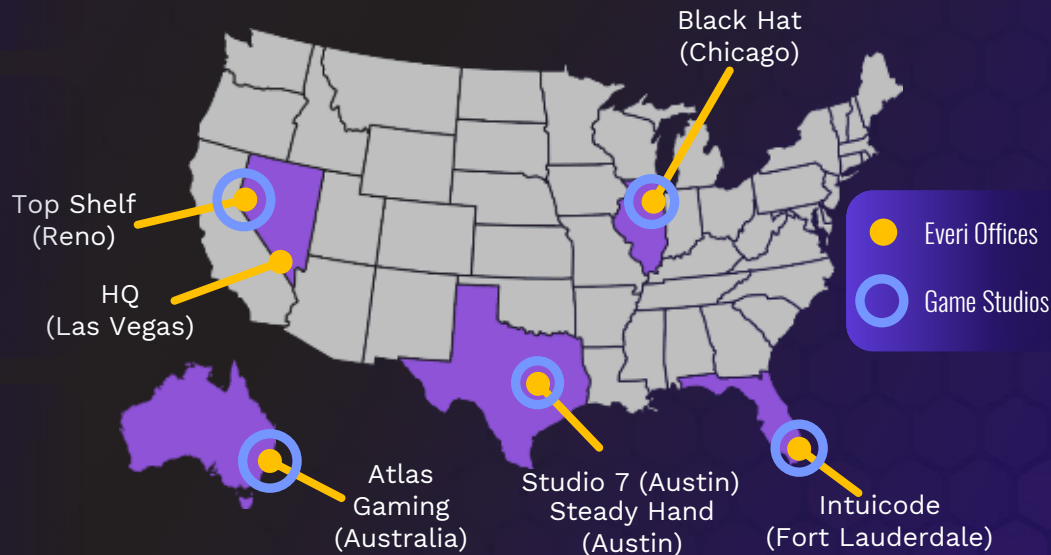 Black Hat
(Chicago)
Top Shelf
(Reno)
HQ
(Las Vegas)
Everi Offices
Game Studios
Atlas
Gaming
(Australia)
Studio 7 (Austin)
Steady Hand
(Austin)
Intuicode
(Fort Lauderdale)